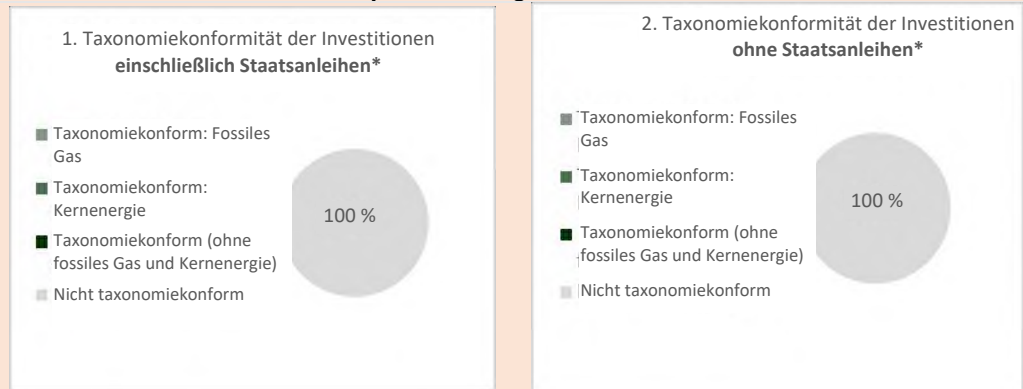 1. Taxonomiekonformität der Investitionen
einschließlich Staatsanleihen*
Taxonomiekonform: Fossiles
Gas
Taxonomiekonform:
Kernenergie
Taxonomiekonform (ohne
fossiles Gas und Kernenergie)
Nicht taxonomiekonform
100 %
2. Taxonomiekonformität der Investitionen
ohne Staatsanleihen*
Taxonomiekonform: Fossiles
Gas
Taxonomiekonform:
Kernenergie
Taxonomiekonform (ohne
fossiles Gas und Kernenergie)
Nicht taxonomiekonform
100 %